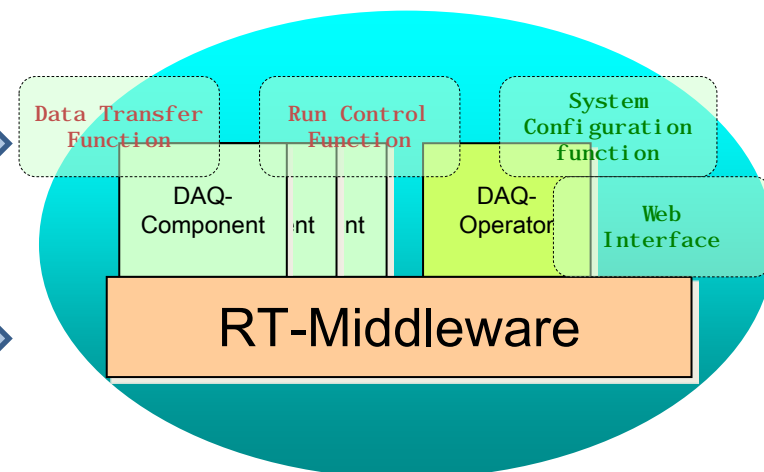 Data Transfer
Function
Run Control
Function
System
Configuration
function
DAQ-
Component
nt
nt
DAQ-
Operator
Web
Interface
RT-Middleware